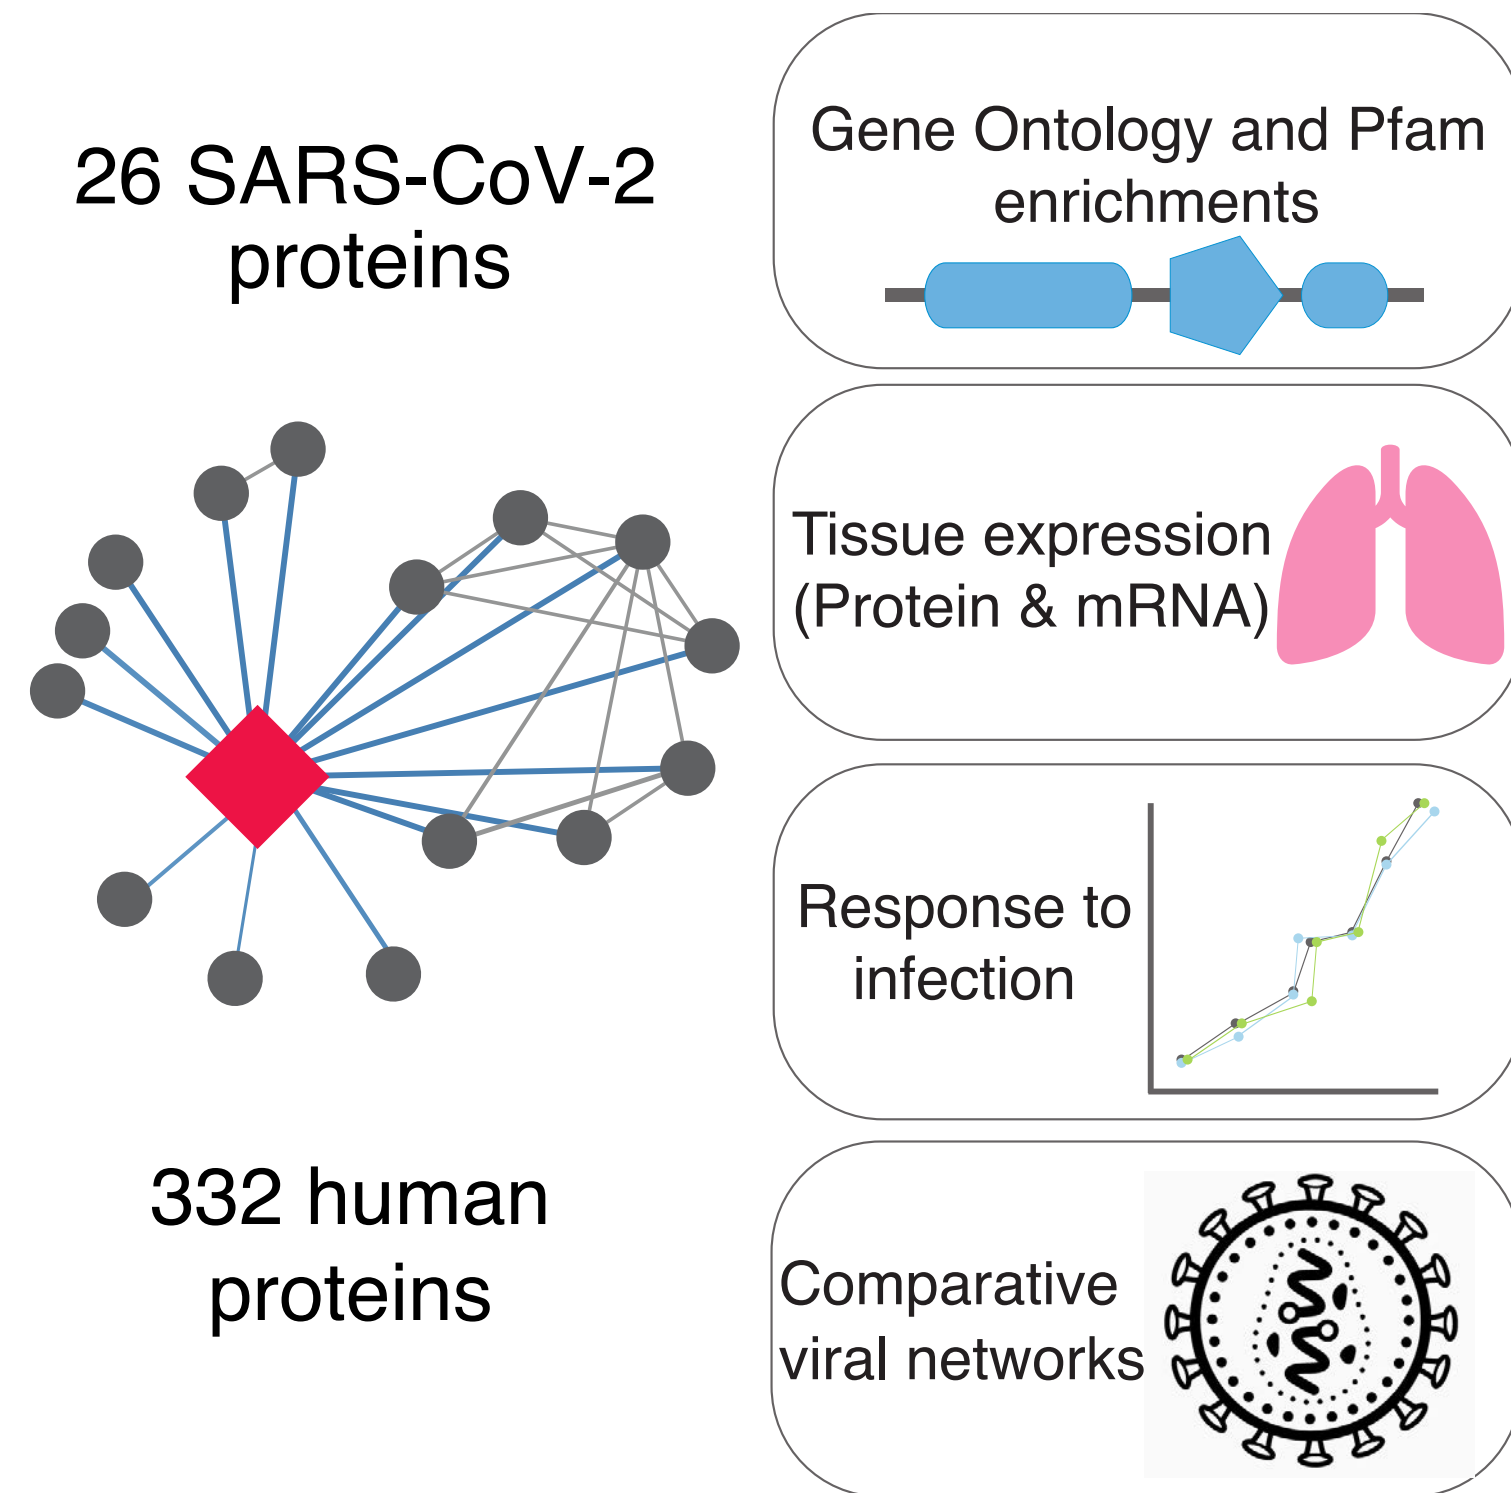 26 SARS-CoV-2
proteins
332 human
proteins
Gene Ontology and Pfam
enrichments
Tissue expression
(Protein & mRNA)
Response to
infection
Comparative
viral networks